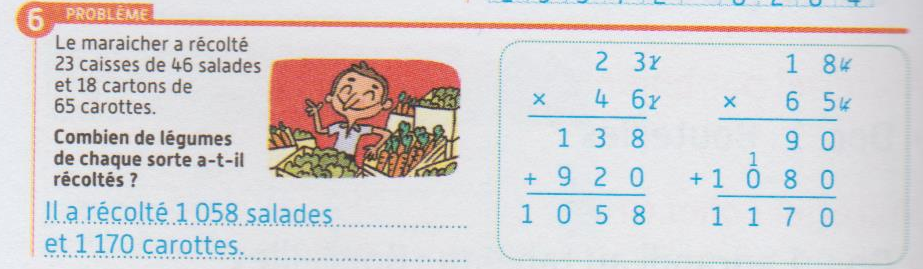 6 PROBLÈME
Le maraicher a récolté
23 caisses de 46 salades
et 18 cartons de
65 carottes.
Combien de légumes
de chaque sorte a-t-il
récoltés ?
Il a récolté 1 058 salades
et 1 170 carottes.
2 3
× 4 6
1 3 8
+ 9 2 0
1 0 5 8
1 8
× 6 5
9 0
1
+ 1 0 8 0
1 1 7 0